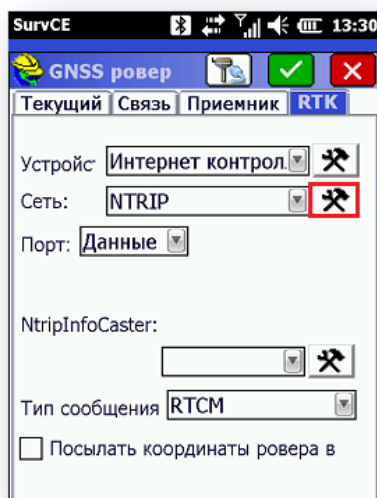 SurvCE 13:30
GNSS ровер
Текущий Связь Приемник RTK
Устройс Интернет контрол.
Сеть: NTRIP
Порт: Данные
NtripInfoCaster:
Тип сообщения RTCM
Посылать координаты ровера в